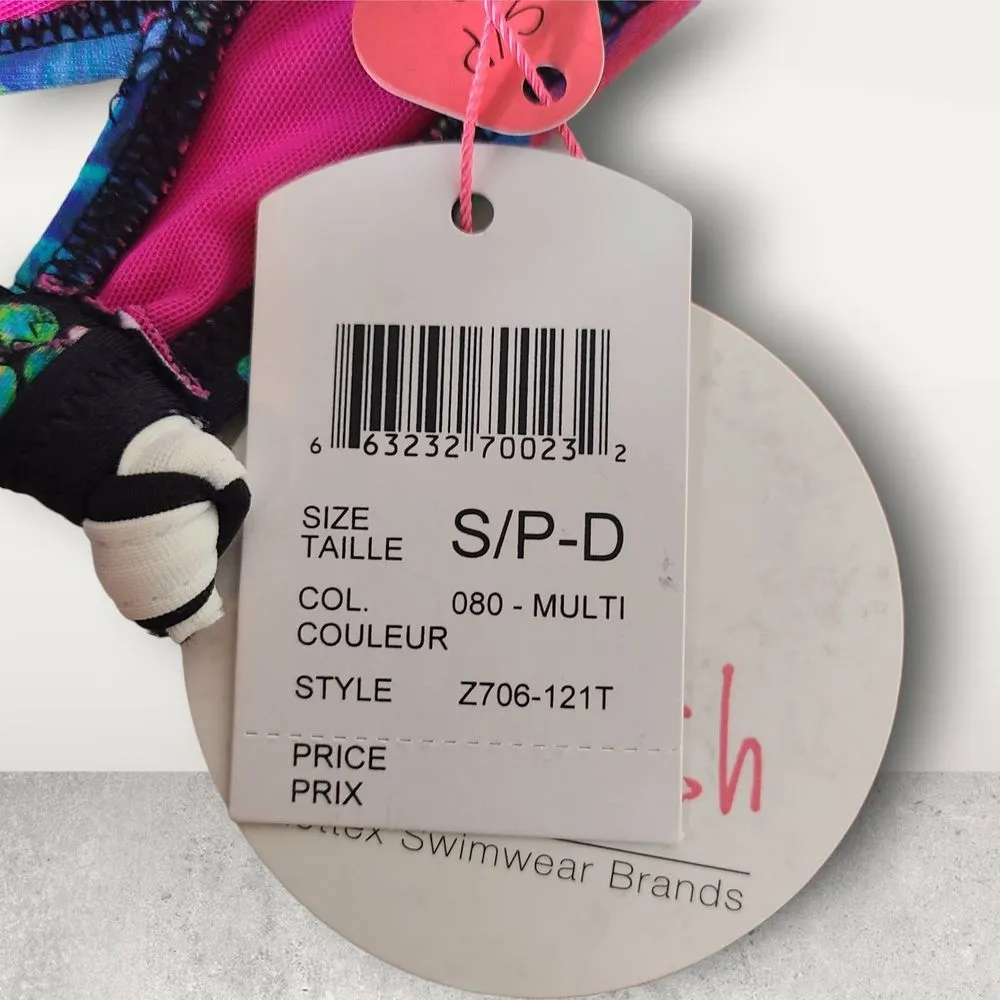 6 63232 70023 2
SIZE
TAILLE
S/P-D
COL.
COULEUR
080 - MULTI
STYLE
Z706-121T
PRICE
PRIX
Swimwear Brands